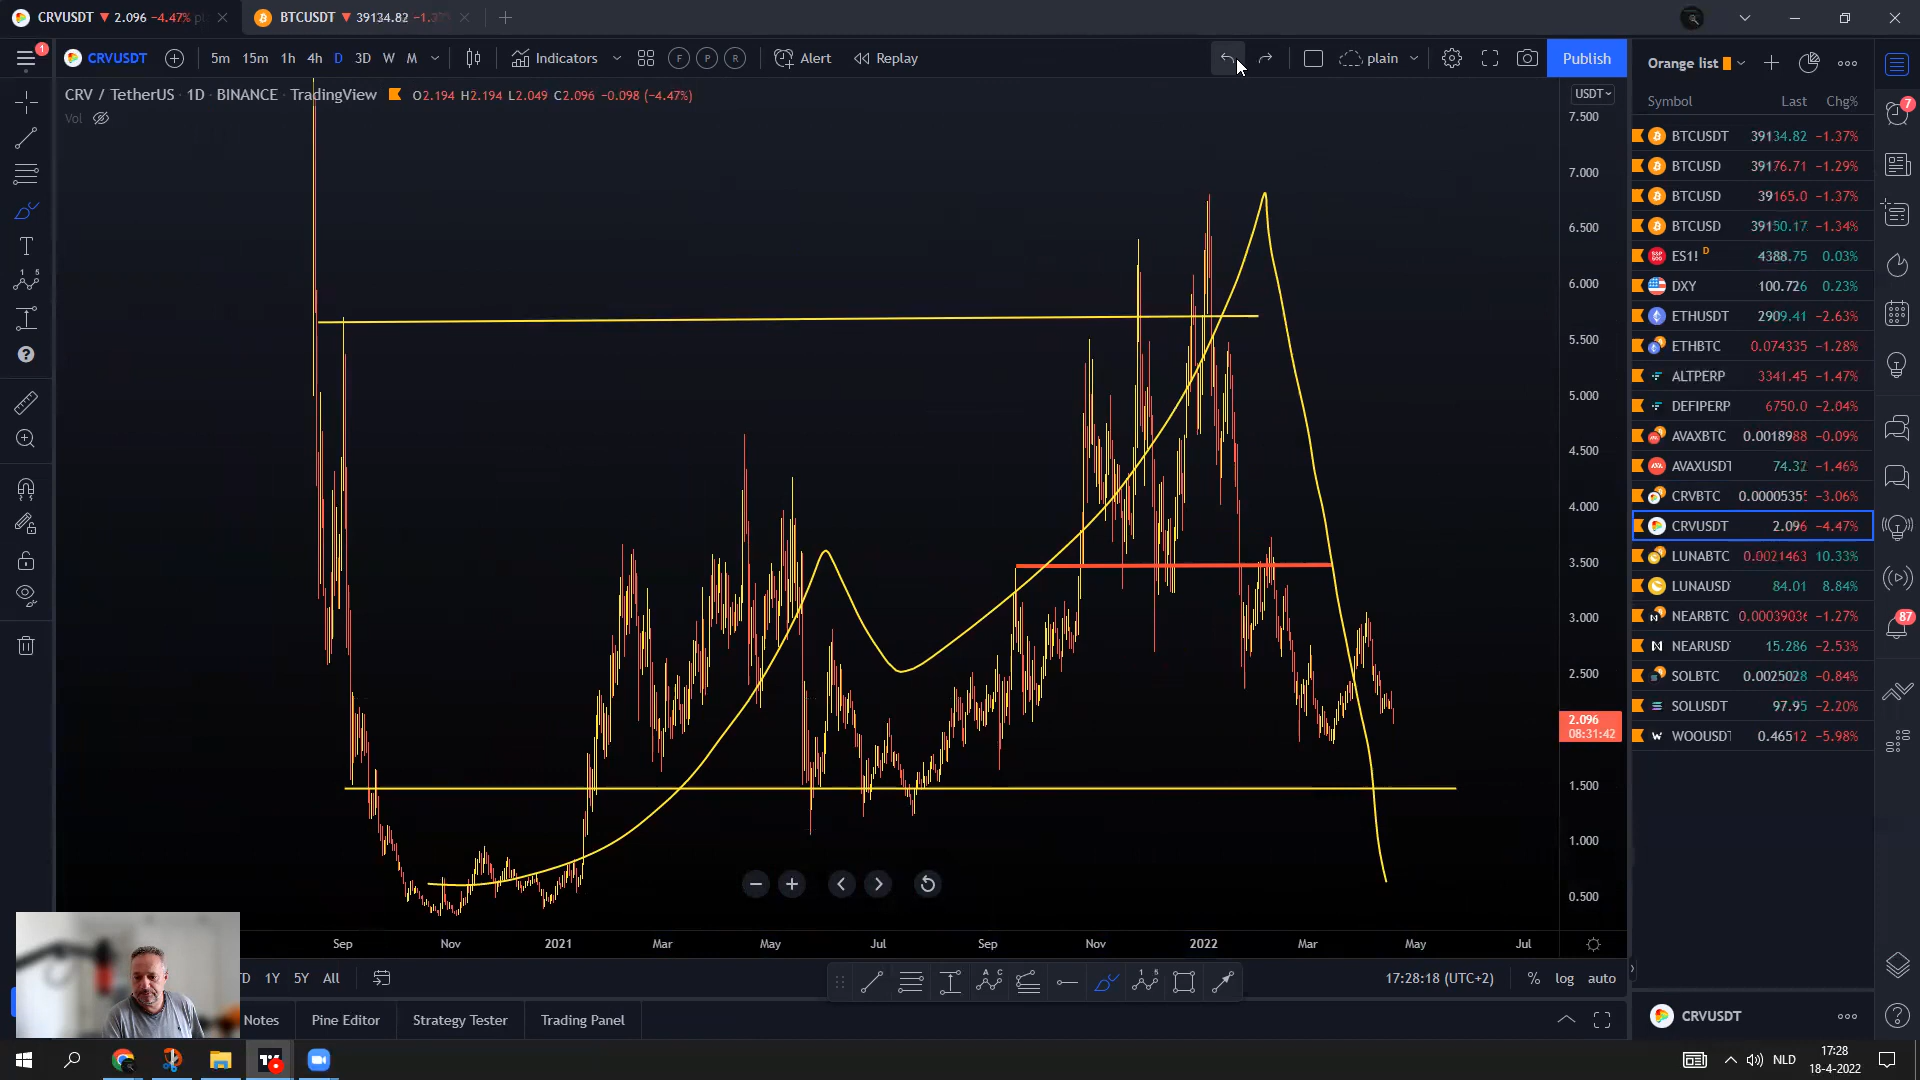 CRVUSDT ▼ 2.096 −4.47%
BTCUSDT ▼ 39134.82
CRVUSDT 5m 15m 1h 4h D 3D W M Indicators F P R Alert Replay plain Publish
CRV / TetherUS · 1D · BINANCE · TradingView O2.194 H2.194 L2.049 C2.096 −0.098 (−4.47%)
Vol
USDT
7.500
7.000
6.500
6.000
5.500
5.000
4.500
4.000
3.500
3.000
2.500
2.096
08:31:42
1.500
1.000
0.500
Sep Nov 2021 Mar May Jul Sep Nov 2022 Mar May Jul
1Y 5Y All
17:28:18 (UTC+2) % log auto
Notes Pine Editor Strategy Tester Trading Panel
Orange list
Symbol Last Chg%
BTCUSDT 39134.82 −1.37%
BTCUSD 39176.71 −1.29%
BTCUSD 39165.0 −1.37%
BTCUSD 39150.17 −1.34%
ES1! D 4388.75 0.03%
DXY 100.726 0.23%
ETHUSDT 2909.41 −2.63%
ETHBTC 0.074335 −1.28%
ALTPERP 3341.45 −1.47%
DEFIPERP 6750.0 −2.04%
AVAXBTC 0.0018988 −0.09%
AVAXUSDT 74.37 −1.46%
CRVBTC 0.00005355 −3.06%
CRVUSDT 2.096 −4.47%
LUNABTC 0.0021463 10.33%
LUNAUSD 84.01 8.84%
NEARBTC 0.00039036 −1.27%
NEARUSD 15.286 −2.53%
SOLBTC 0.0025028 −0.84%
SOLUSDT 97.95 −2.20%
WOOUSDT 0.46512 −5.98%
CRVUSDT
1
7
87
NLD
17:28
18-4-2022